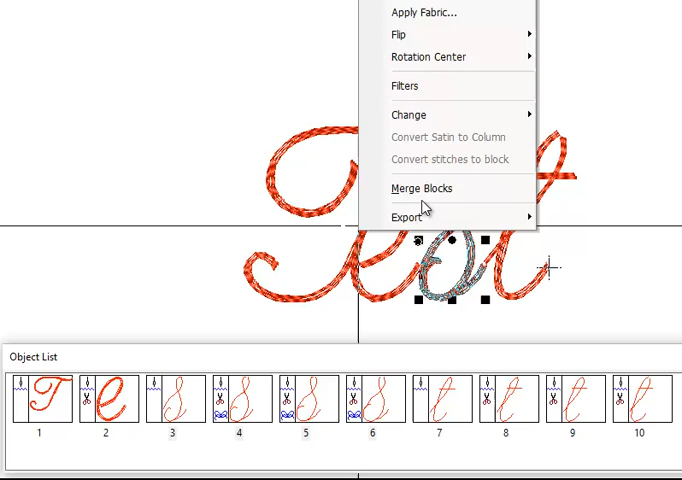 Apply Fabric...
Flip
Rotation Center
Filters
Change
Convert Satin to Column
Convert stitches to block
Merge Blocks
Export
Test
Object List
T e s s s s t t t t
1 2 3 4 5 6 7 8 9 10